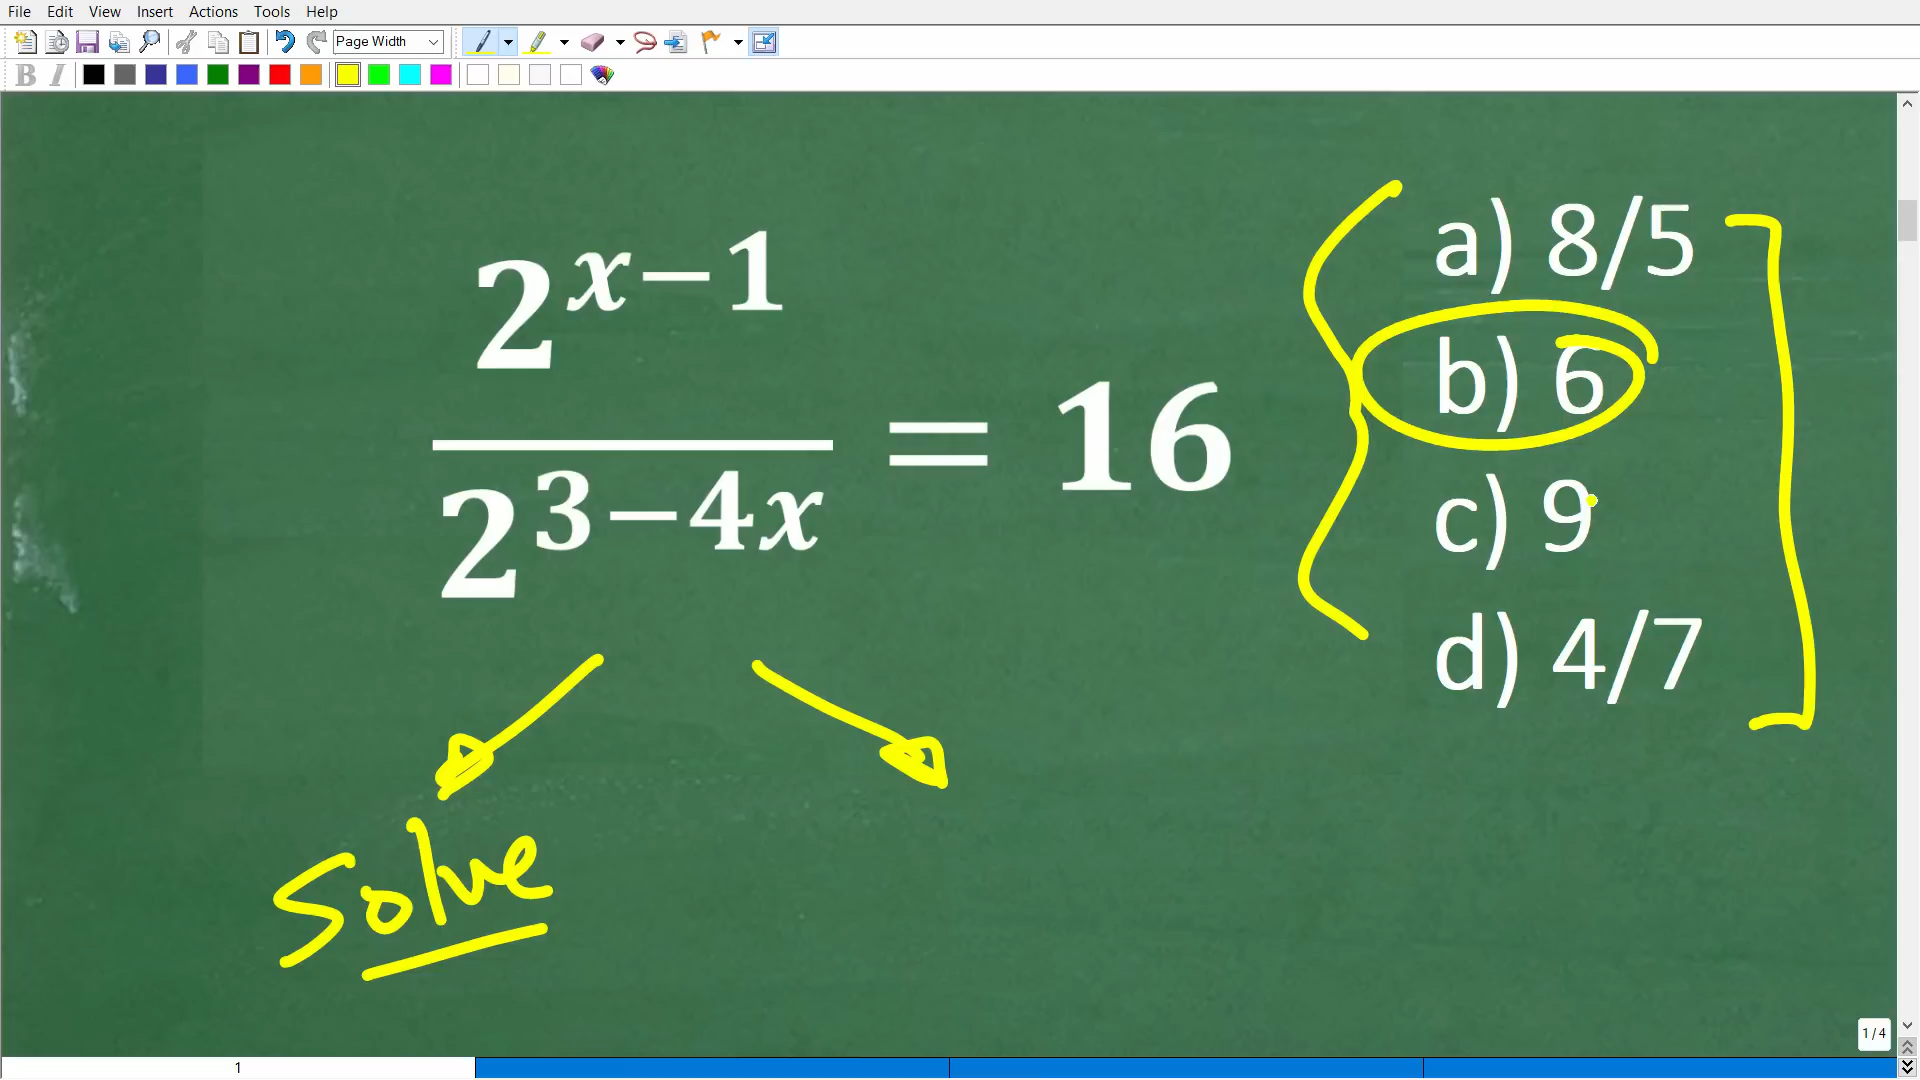 File Edit View Insert Actions Tools Help
Page Width
B I
2^{x-1}
2^{3-4x}
= 16
a) 8/5
b) 6
c) 9
d) 4/7
Solve
1 / 4
1